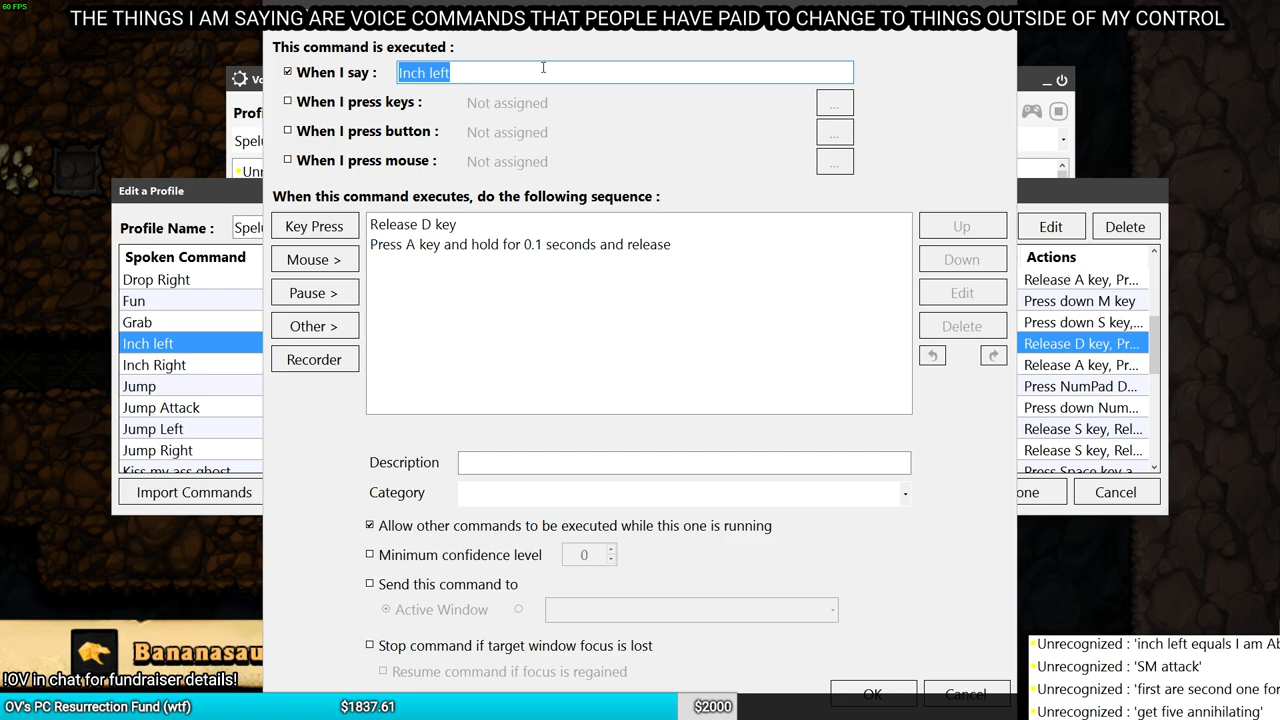 60 FPS
THE THINGS I AM SAYING ARE VOICE COMMANDS THAT PEOPLE HAVE PAID TO CHANGE TO THINGS OUTSIDE OF MY CONTROL
This command is executed :
When I say : Inch left
When I press keys : Not assigned ...
When I press button : Not assigned ...
When I press mouse : Not assigned ...
When this command executes, do the following sequence :
Edit a Profile
Profile Name :
Key Press
Mouse >
Pause >
Other >
Recorder
Release D key
Press A key and hold for 0.1 seconds and release
Up
Down
Edit
Delete
Edit Delete
Spoken Command
Drop Right
Fun
Grab
Inch left
Inch Right
Jump
Jump Attack
Jump Left
Jump Right
Kiss my ass ghost
Import Commands
Actions
Release A key, Pr...
Press down M key
Press down S key,...
Release D key, Pr...
Release A key, Pr...
Press NumPad D...
Press down Num...
Release S key, Rel...
Release S key, Rel...
Press Space key a
Cancel
Description
Category
Allow other commands to be executed while this one is running
Minimum confidence level 0
Send this command to
Active Window
Stop command if target window focus is lost
Resume command if focus is regained
OK Cancel
Bananasau
!OV in chat for fundraiser details!
OV's PC Resurrection Fund (wtf) $1837.61 $2000
Unrecognized : 'inch left equals I am Ab
Unrecognized : 'SM attack'
Unrecognized : 'first are second one for
Unrecognized : 'get five annihilating'